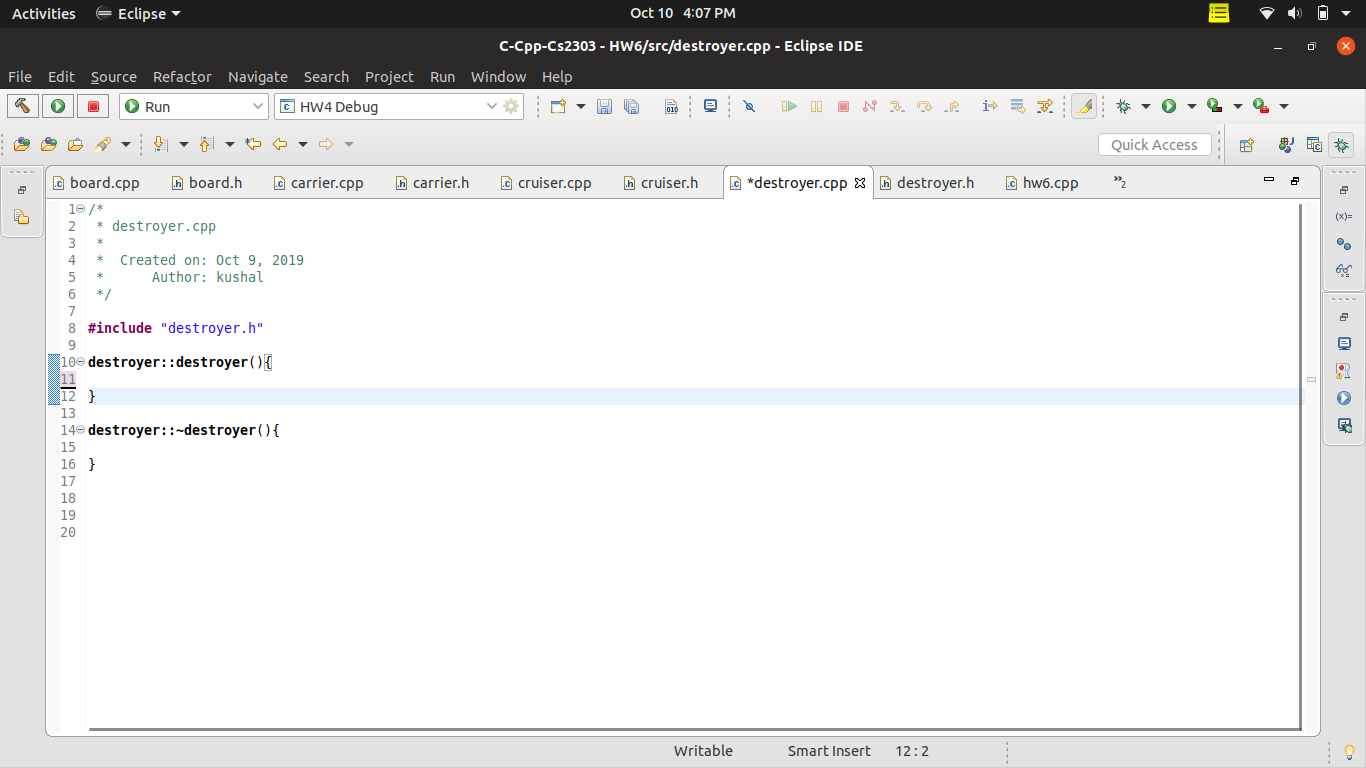 Activities Eclipse Oct 10 4:07 PM
C-Cpp-Cs2303 - HW6/src/destroyer.cpp - Eclipse IDE
File Edit Source Refactor Navigate Search Project Run Window Help
Run HW4 Debug
010
Quick Access
board.cpp board.h carrier.cpp carrier.h cruiser.cpp cruiser.h *destroyer.cpp destroyer.h hw6.cpp »2
(x)=
1 /*
2 * destroyer.cpp
3 *
4 * Created on: Oct 9, 2019
5 * Author: kushal
6 */
7
8 #include "destroyer.h"
9
10 destroyer::destroyer(){
11
12 }
13
14 destroyer::~destroyer(){
15
16 }
17
18
19
20
Writable Smart Insert 12 : 2